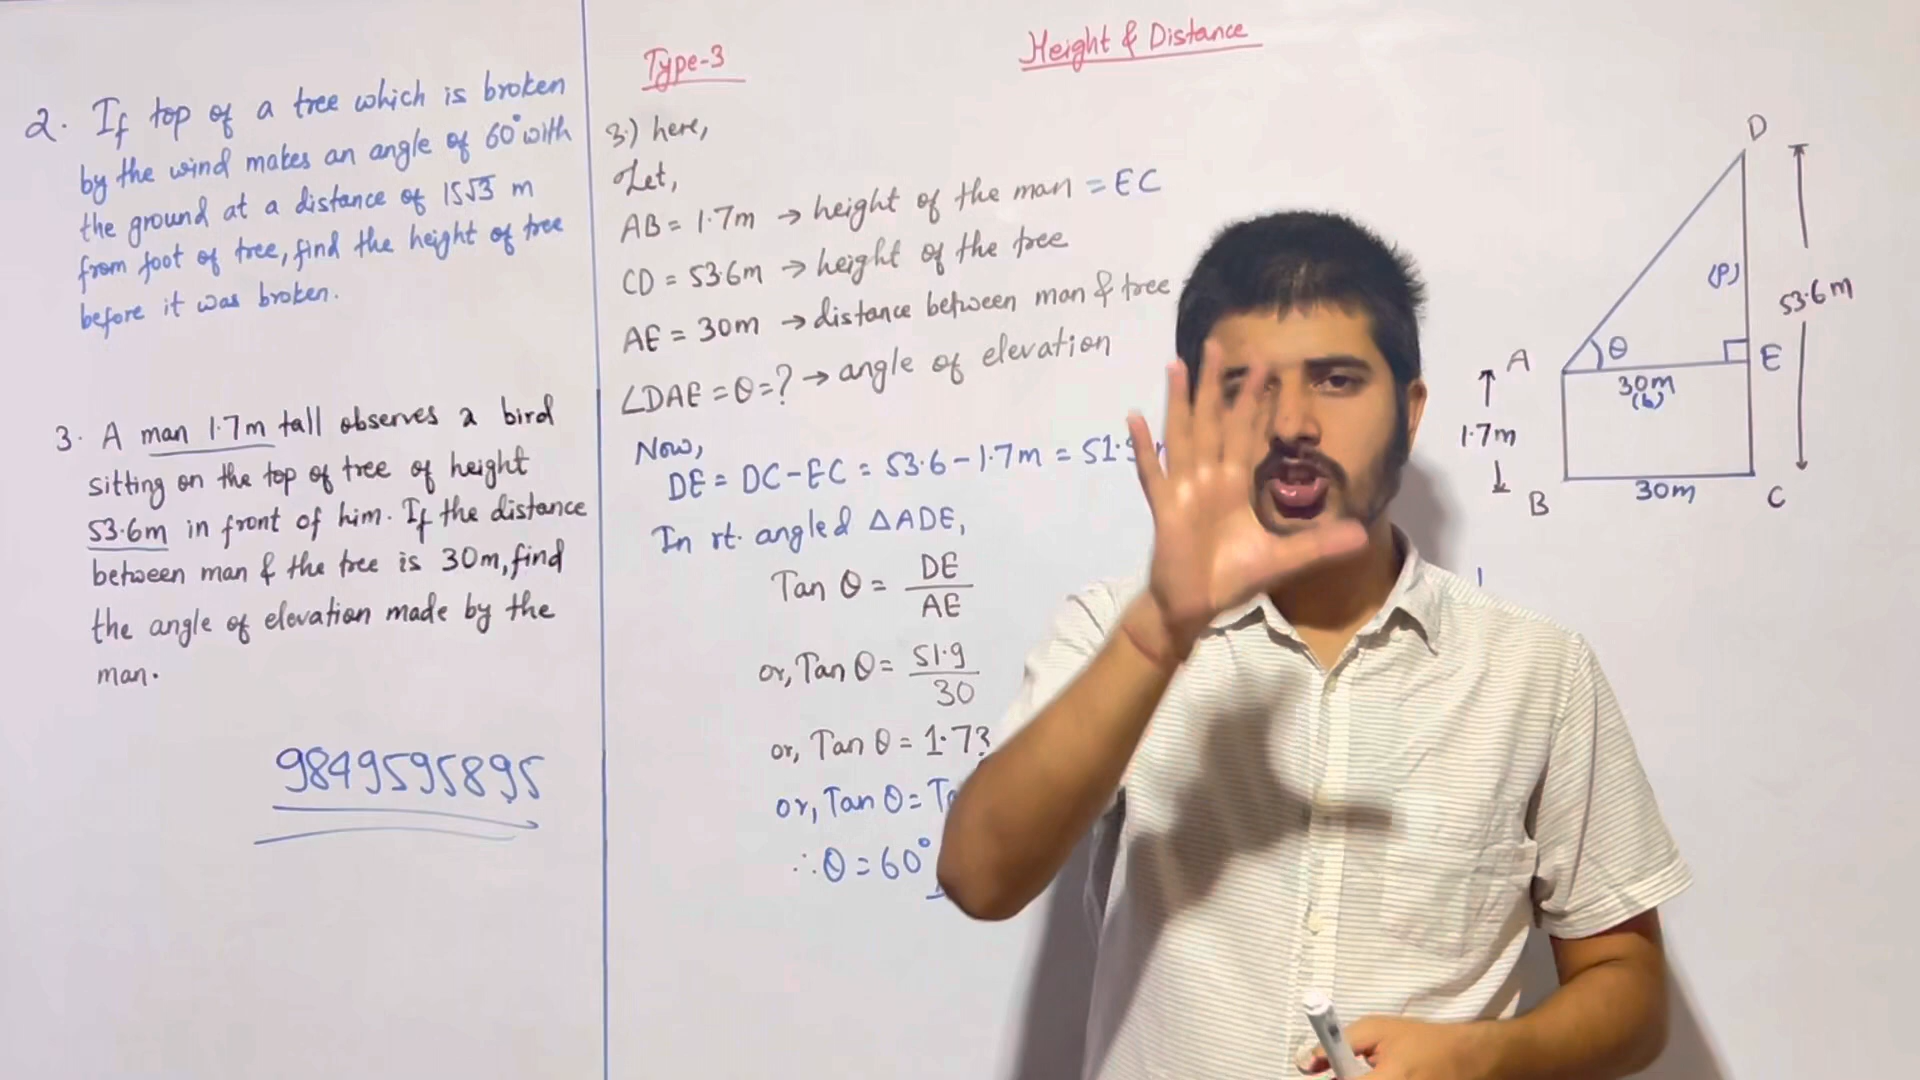 Type-3
Height & Distance
2. If top of a tree which is broken
by the wind makes an angle of 60° with
the ground at a distance of 15√3 m
from foot of tree, find the height of tree
before it was broken.
3. A man 1.7m tall observes a bird
sitting on the top of tree of height
53.6m in front of him. If the distance
between man & the tree is 30m, find
the angle of elevation made by the
man.
9849595895
3.) here,
Let,
AB = 1.7m → height of the man = EC
CD = 53.6m → height of the tree
AE = 30m → distance between man & tree
∠DAE = θ = ? → angle of elevation
Now,
DE = DC - EC = 53.6 - 1.7m = 51.9
In rt. angled △ADE,
Tan θ = DE
AE
or, Tan θ = 51.9
30
or, Tan θ = 1.73
or, Tan θ =
∴ θ = 60°
D
(P)
53.6m
A
θ
E
30m
(b)
1.7m
30m
B
C